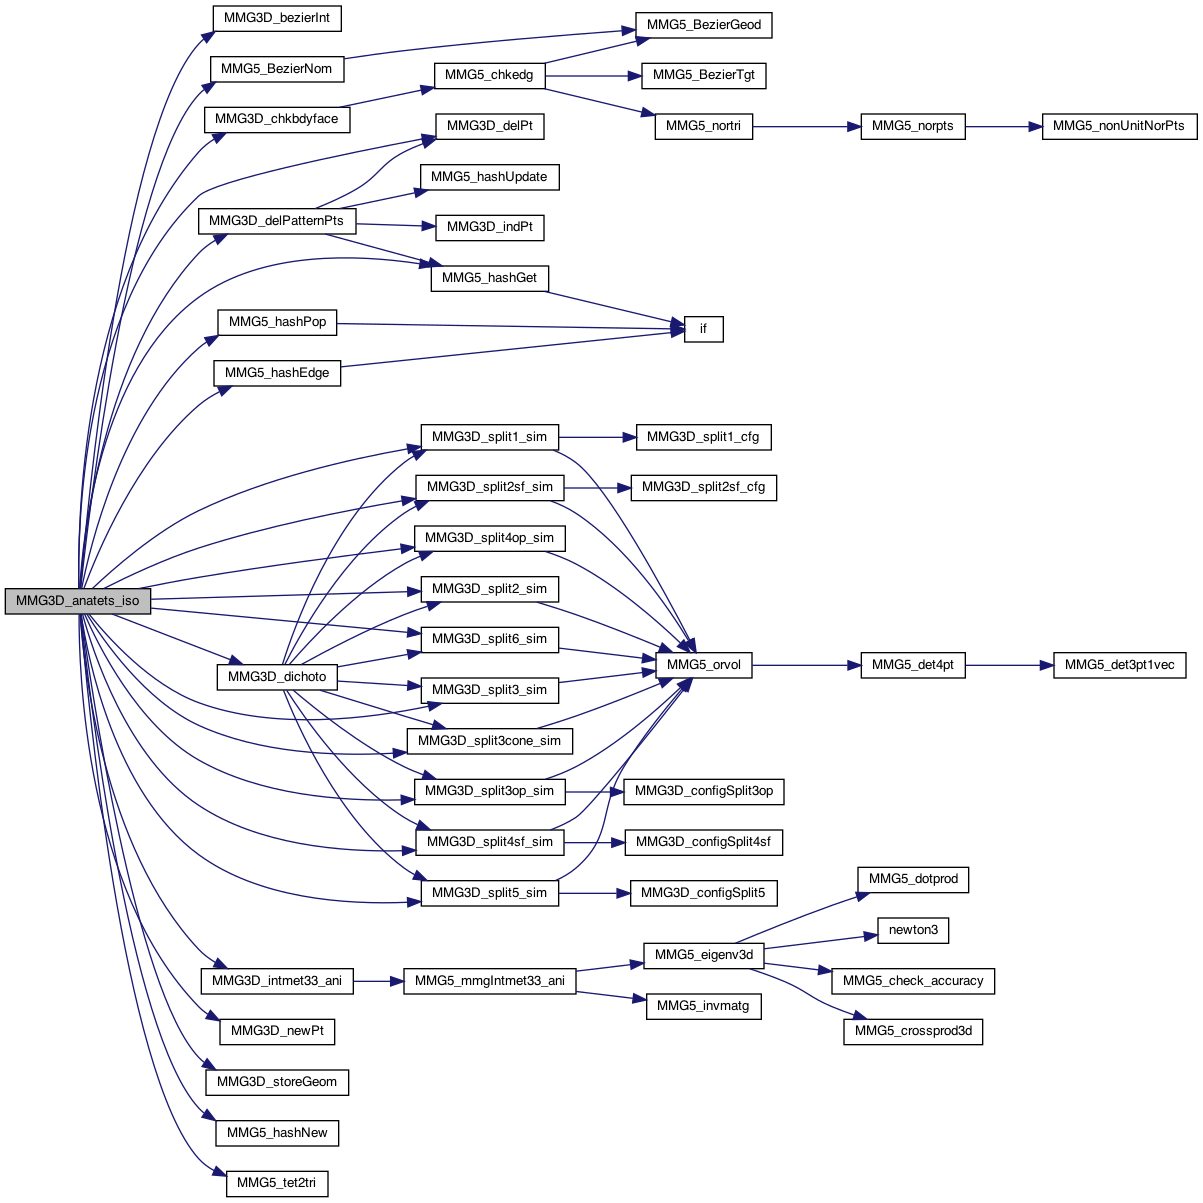 MMG3D_bezierInt
MMG5_BezierGeod
MMG5_BezierNom
MMG5_chkedg
MMG5_BezierTgt
MMG3D_chkbdyface
MMG3D_delPt
MMG5_nortri
MMG5_norpts
MMG5_nonUnitNorPts
MMG5_hashUpdate
MMG3D_delPatternPts
MMG3D_indPt
MMG5_hashGet
MMG5_hashPop
if
MMG5_hashEdge
MMG3D_split1_sim
MMG3D_split1_cfg
MMG3D_split2sf_sim
MMG3D_split2sf_cfg
MMG3D_split4op_sim
MMG3D_anatets_iso
MMG3D_split2_sim
MMG3D_split6_sim
MMG3D_dichoto
MMG5_orvol
MMG5_det4pt
MMG5_det3pt1vec
MMG3D_split3_sim
MMG3D_split3cone_sim
MMG3D_split3op_sim
MMG3D_configSplit3op
MMG3D_split4sf_sim
MMG3D_configSplit4sf
MMG3D_split5_sim
MMG3D_configSplit5
MMG5_dotprod
newton3
MMG5_eigenv3d
MMG3D_intmet33_ani
MMG5_mmgIntmet33_ani
MMG5_check_accuracy
MMG5_invmatg
MMG3D_newPt
MMG5_crossprod3d
MMG3D_storeGeom
MMG5_hashNew
MMG5_tet2tri